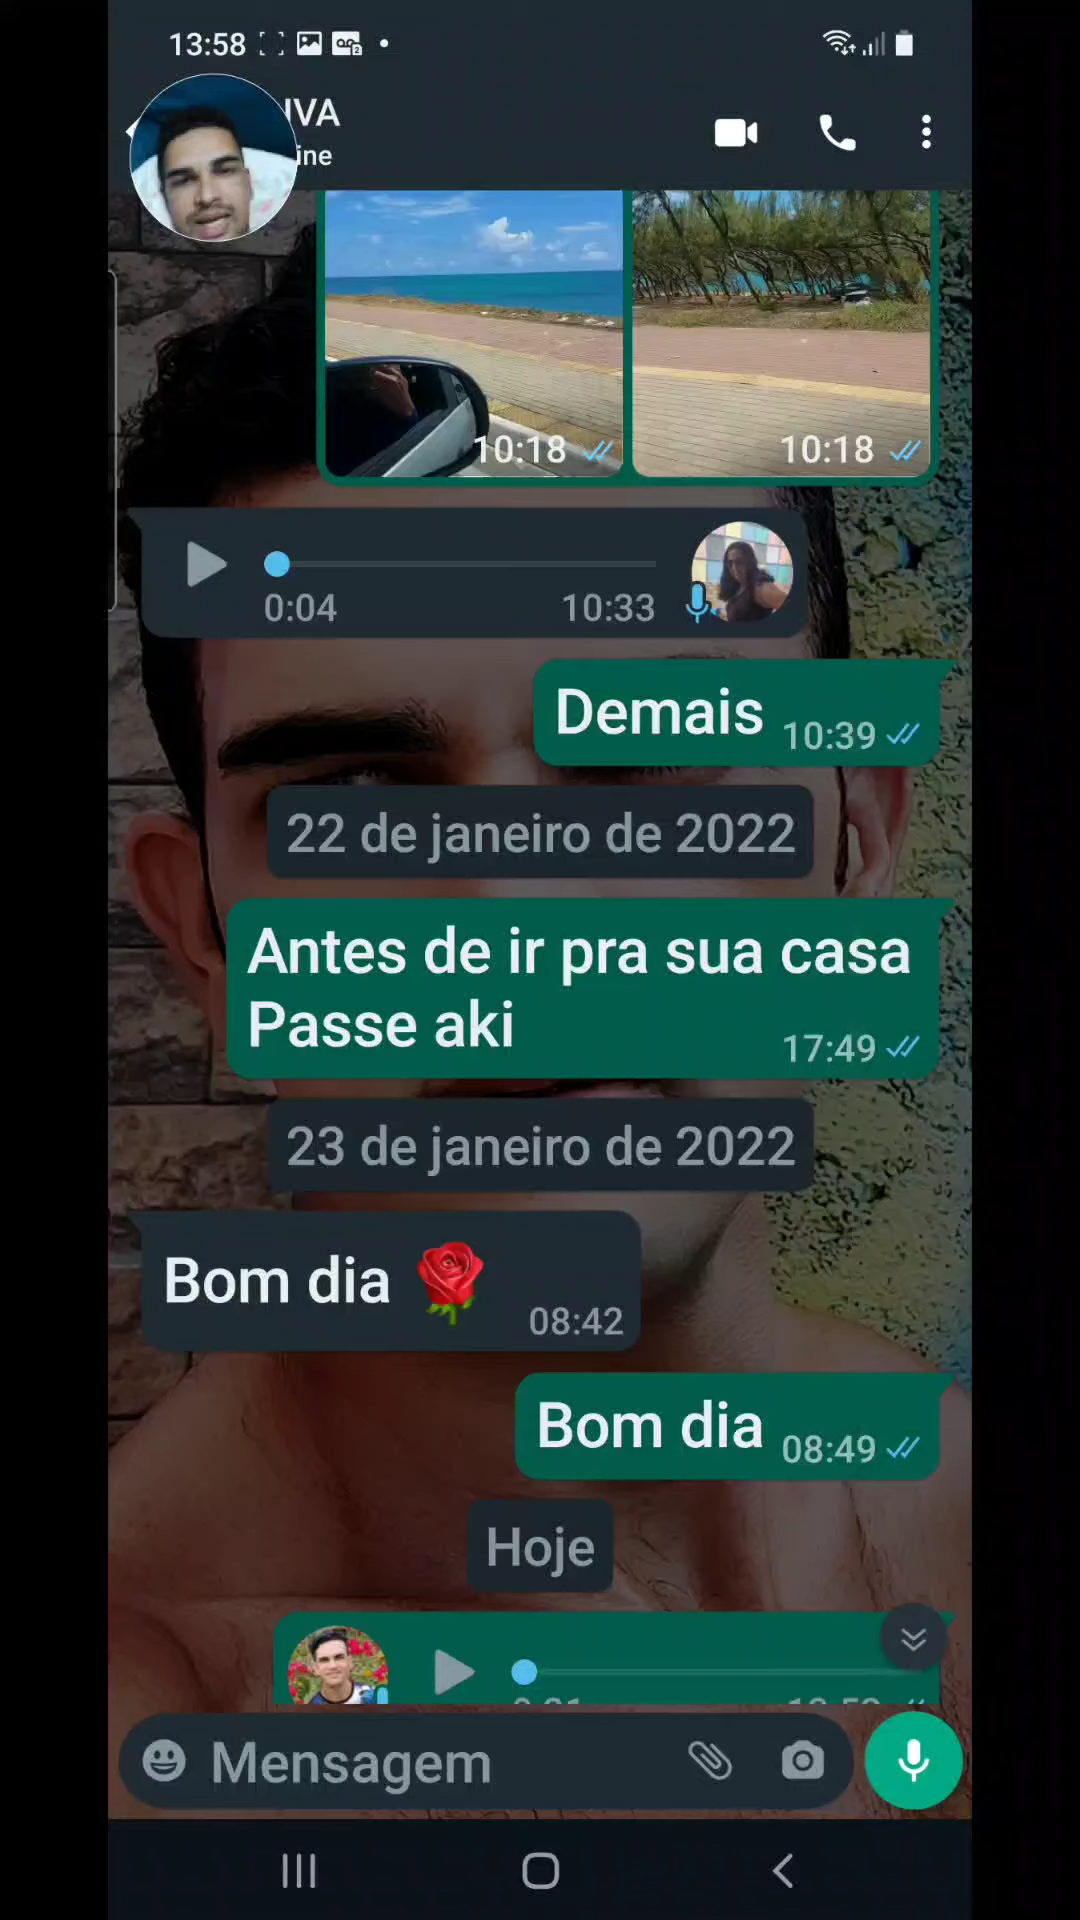 13:58
IVA
ine
10:18
10:18
0:04
10:33
Demais
10:39
22 de janeiro de 2022
Antes de ir pra sua casa
Passe aki
17:49
23 de janeiro de 2022
Bom dia 🌹
08:42
Bom dia
08:49
Hoje
Mensagem